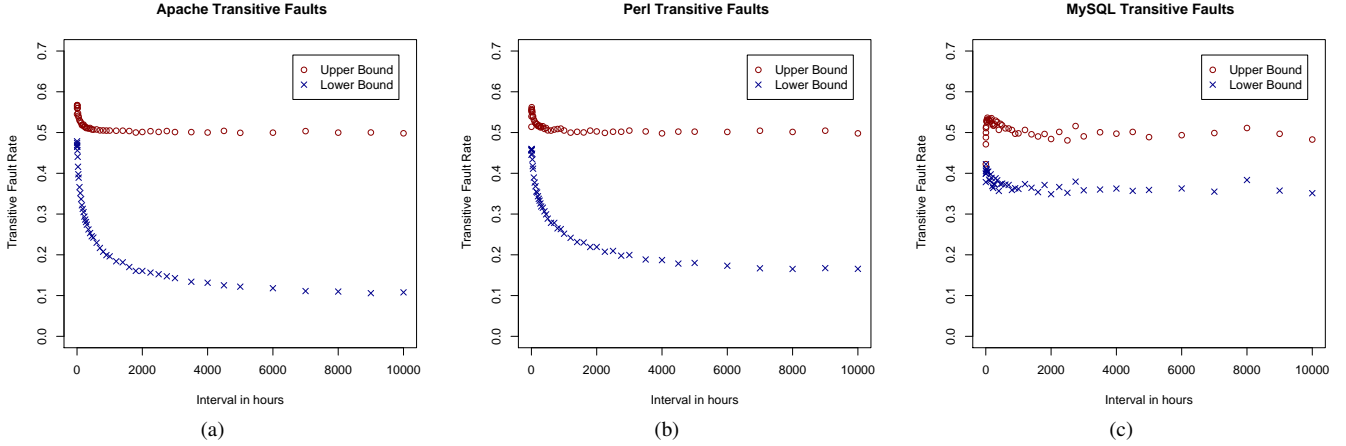 Apache Transitive Faults
Transitive Fault Rate
0.7
0.6
0.5
0.4
0.3
0.2
0.1
0.0
Upper Bound
Lower Bound
0 2000 4000 6000 8000 10000
Interval in hours
(a)
Perl Transitive Faults
Transitive Fault Rate
0.7
0.6
0.5
0.4
0.3
0.2
0.1
0.0
Upper Bound
Lower Bound
0 2000 4000 6000 8000 10000
Interval in hours
(b)
MySQL Transitive Faults
Transitive Fault Rate
0.7
0.6
0.5
0.4
0.3
0.2
0.1
0.0
Upper Bound
Lower Bound
0 2000 4000 6000 8000 10000
Interval in hours
(c)